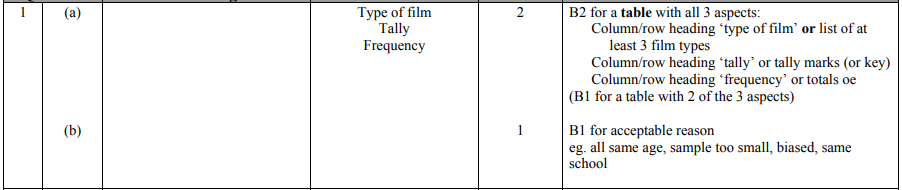 1 (a) Type of film 2 B2 for a table with all 3 aspects:
Tally Column/row heading ‘type of film’ or list of at
Frequency least 3 film types
Column/row heading ‘tally’ or tally marks (or key)
Column/row heading ‘frequency’ or totals oe
(B1 for a table with 2 of the 3 aspects)
(b) 1 B1 for acceptable reason
eg. all same age, sample too small, biased, same
school